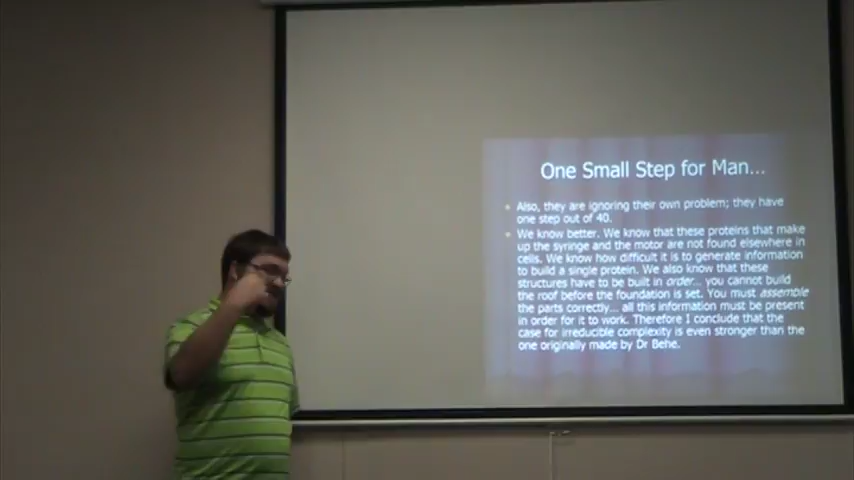 One Small Step for Man...
Also, they are ignoring their own problem; they have
one step out of 40.
We know better. We know that these proteins that make
up the syringe and the motor are not found elsewhere in
cells. We know how difficult it is to generate information
to build a single protein. We also know that these
structures have to be built in order... you cannot build
the roof before the foundation is set. You must assemble
the parts correctly... all this information must be present
in order for it to work. Therefore I conclude that the
case for irreducible complexity is even stronger than the
one originally made by Dr Behe.